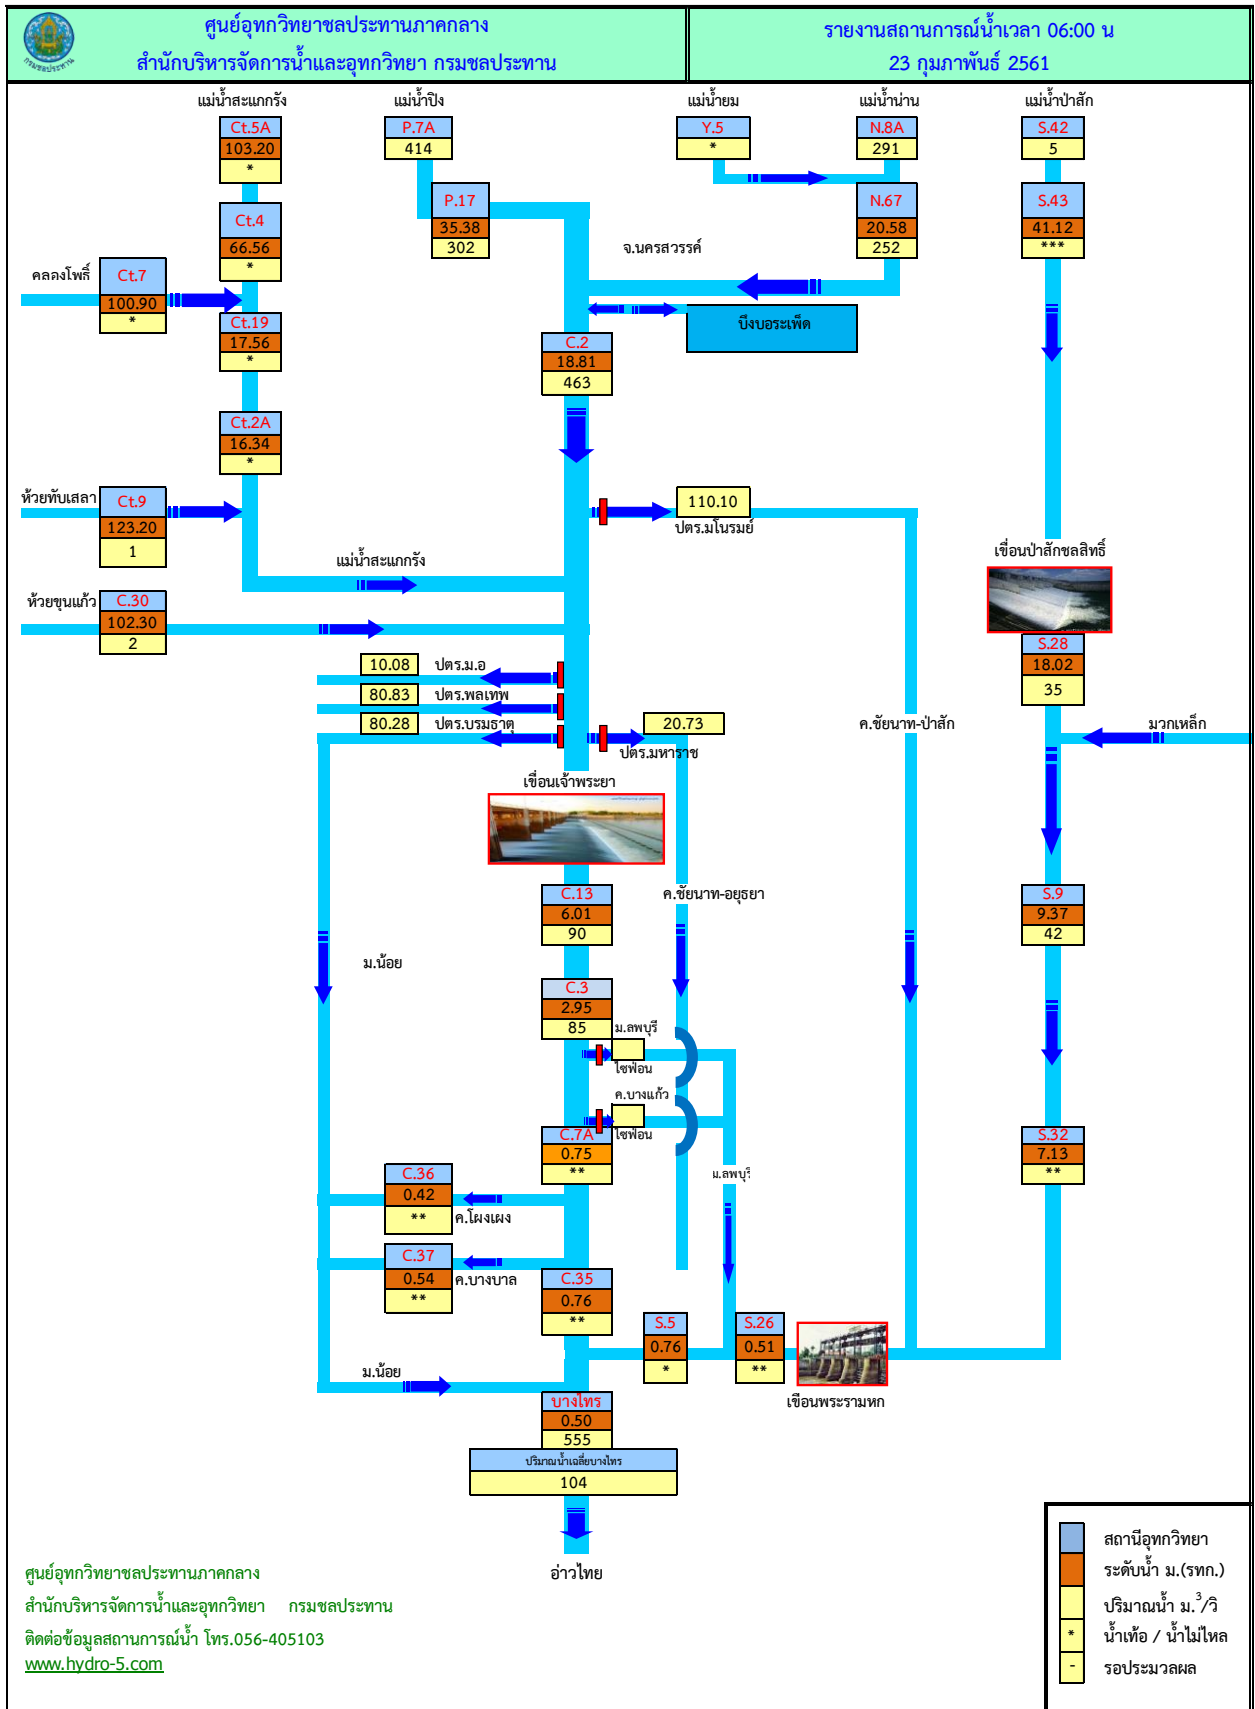 ศูนย์อุทกวิทยาชลประทานภาคกลาง
สำนักบริหารจัดการน้ำและอุทกวิทยา กรมชลประทาน
รายงานสถานการณ์น้ำเวลา 06:00 น
23 กุมภาพันธ์ 2561
กรมชลประทาน
แม่น้ำสะแกกรัง
แม่น้ำปิง
แม่น้ำยม
แม่น้ำน่าน
แม่น้ำป่าสัก
Ct.5A
103.20
*
P.7A
414
Y.5
*
N.8A
291
S.42
5
Ct.4
66.56
*
P.17
35.38
302
N.67
20.58
252
S.43
41.12
***
จ.นครสวรรค์
คลองโพธิ์
Ct.7
100.90
*
Ct.19
17.56
*
บึงบอระเพ็ด
C.2
18.81
463
Ct.2A
16.34
*
ห้วยทับเสลา
Ct.9
123.20
1
110.10
ปตร.มโนรมย์
แม่น้ำสะแกกรัง
เขื่อนป่าสักชลสิทธิ์
ห้วยขุนแก้ว
C.30
102.30
2
S.28
18.02
35
10.08
ปตร.ม.อ
80.83
ปตร.พลเทพ
80.28
ปตร.บรมธาตุ
20.73
ปตร.มหาราช
ค.ชัยนาท-ป่าสัก
มวกเหล็ก
เขื่อนเจ้าพระยา
C.13
6.01
90
ค.ชัยนาท-อยุธยา
S.9
9.37
42
ม.น้อย
C.3
2.95
85
ม.ลพบุรี
ไซฟ่อน
ค.บางแก้ว
ไซฟ่อน
C.7A
0.75
**
S.32
7.13
**
ม.ลพบุรี
C.36
0.42
**
ค.โผงเผง
C.37
0.54
**
ค.บางบาล
C.35
0.76
**
S.5
0.76
*
S.26
0.51
**
ม.น้อย
เขือนพระรามหก
บางไทร
0.50
555
ปริมาณน้ำเฉลี่ยบางไทร
104
อ่าวไทย
สถานีอุทกวิทยา
ระดับน้ำ ม.(รทก.)
ปริมาณน้ำ ม.³/วิ
* น้ำเท้อ / น้ำไม่ไหล
- รอประมวลผล
ศูนย์อุทกวิทยาชลประทานภาคกลาง
สำนักบริหารจัดการน้ำและอุทกวิทยา กรมชลประทาน
ติดต่อข้อมูลสถานการณ์น้ำ โทร.056-405103
www.hydro-5.com